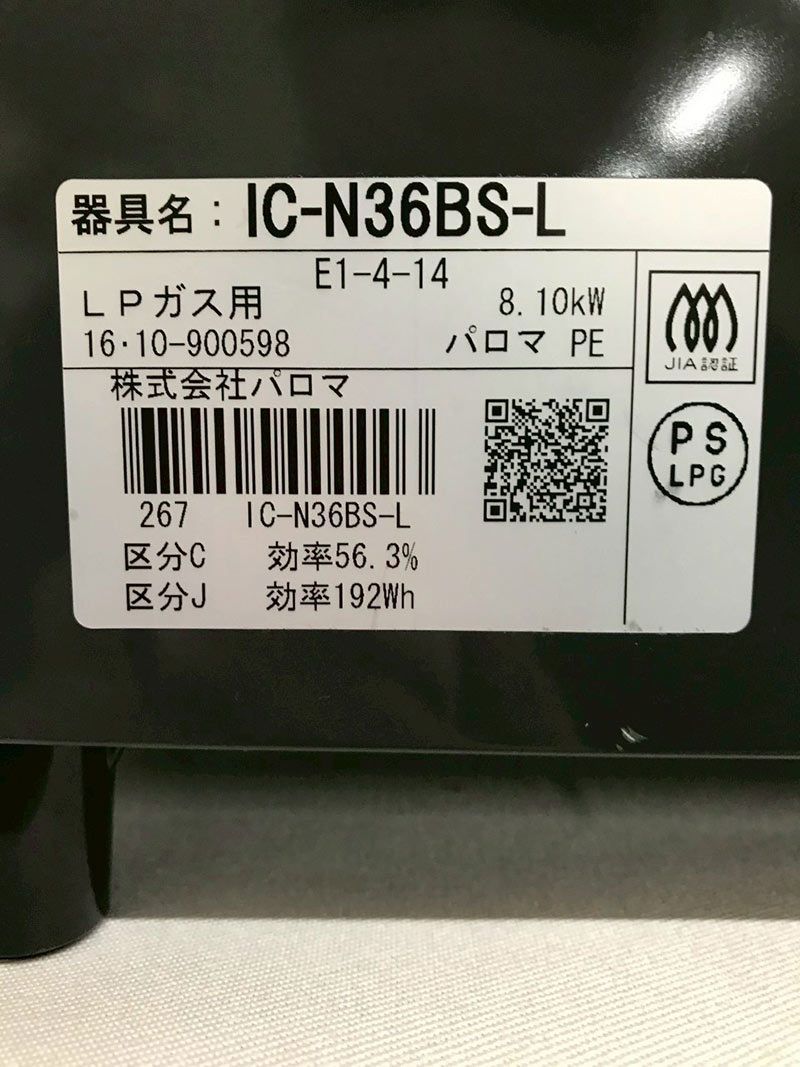 器具名：IC-N36BS-L
E1-4-14
LPガス用 8.10kW
16・10-900598 パロマ PE
JIA認証
株式会社パロマ
PS
LPG
267 IC-N36BS-L
区分C 効率56.3%
区分J 効率192Wh